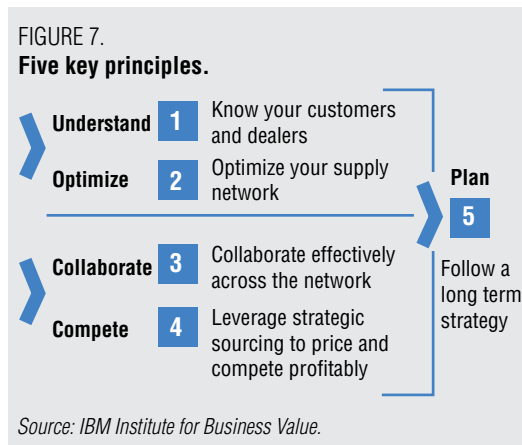 FIGURE 7.
Five key principles.
Understand 1 Know your customers
and dealers
Optimize 2 Optimize your supply
network
Collaborate 3 Collaborate effectively
across the network
Compete 4 Leverage strategic
sourcing to price and
compete profitably
Plan
5
Follow a
long term
strategy
Source: IBM Institute for Business Value.